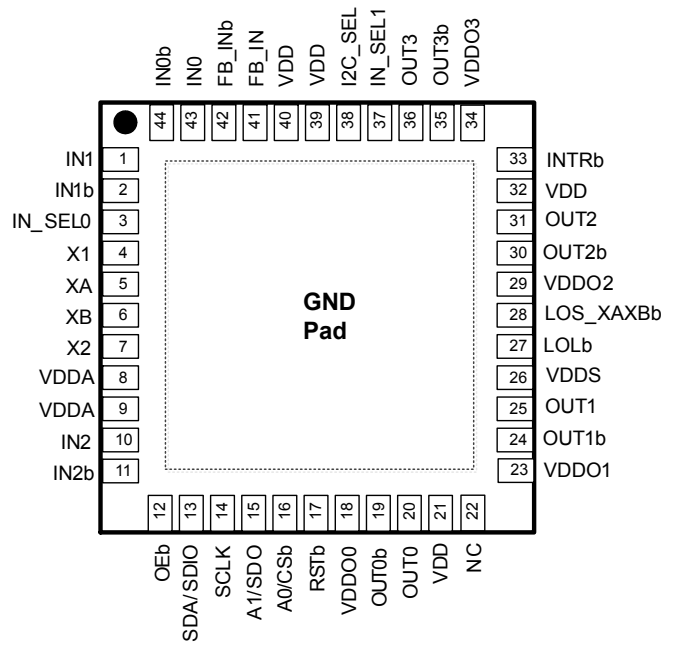 IN0b
IN0
FB_INb
FB_IN
VDD
VDD
I2C_SEL
IN_SEL1
OUT3
OUT3b
VDDO3
44
43
42
41
40
39
38
37
36
35
34
IN1 1
IN1b 2
IN_SEL0 3
X1 4
XA 5
XB 6
X2 7
VDDA 8
VDDA 9
IN2 10
IN2b 11
GND
Pad
33 INTRb
32 VDD
31 OUT2
30 OUT2b
29 VDDO2
28 LOS_XAXBb
27 LOLb
26 VDDS
25 OUT1
24 OUT1b
23 VDDO1
12
13
14
15
16
17
18
19
20
21
22
OEb
SDA/SDIO
SCLK
A1/SDO
A0/CSb
RSTb
VDDO0
OUT0b
OUT0
VDD
NC